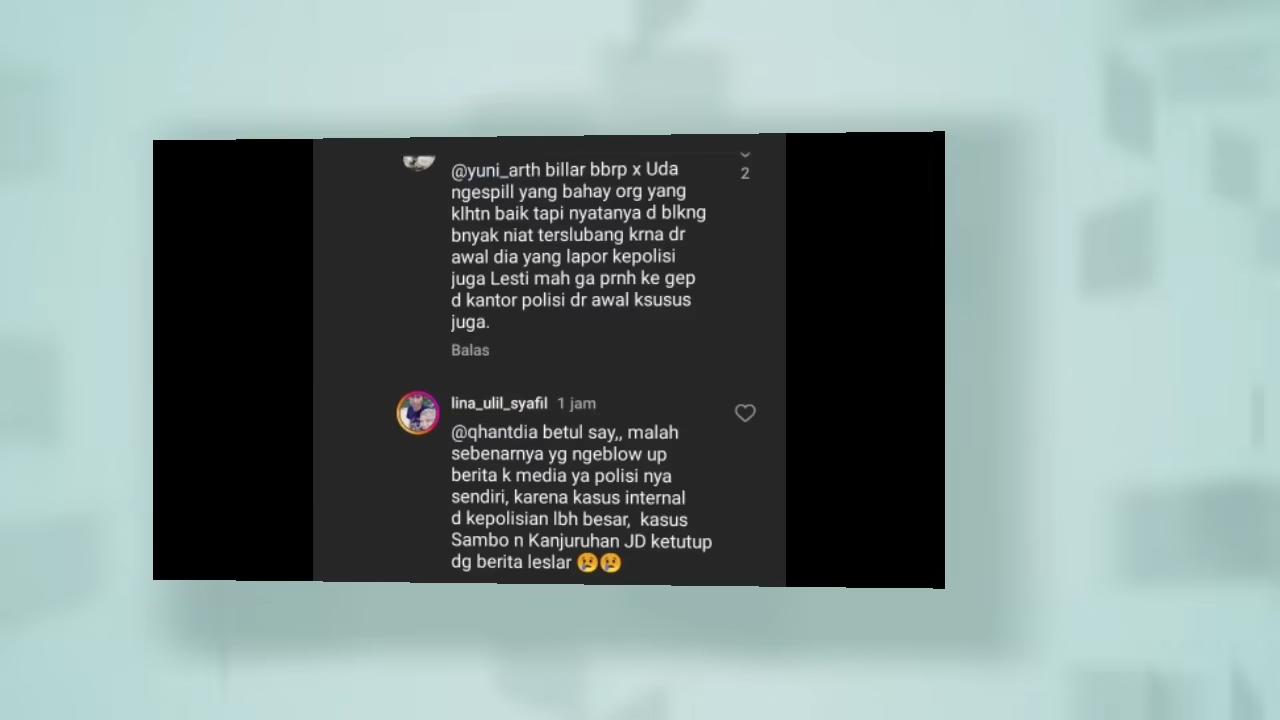 @yuni_arth billar bbrp x Uda
2
ngespill yang bahay org yang
klhtn baik tapi nyatanya d blkng
bnyak niat terslubang krna dr
awal dia yang lapor kepolisi
juga Lesti mah ga prnh ke gep
d kantor polisi dr awal ksusus
juga.
Balas
lina_ulil_syafil 1 jam
@qhantdia betul say,, malah
sebenarnya yg ngeblow up
berita k media ya polisi nya
sendiri, karena kasus internal
d kepolisian lbh besar, kasus
Sambo n Kanjuruhan JD ketutup
dg berita leslar 😢😢